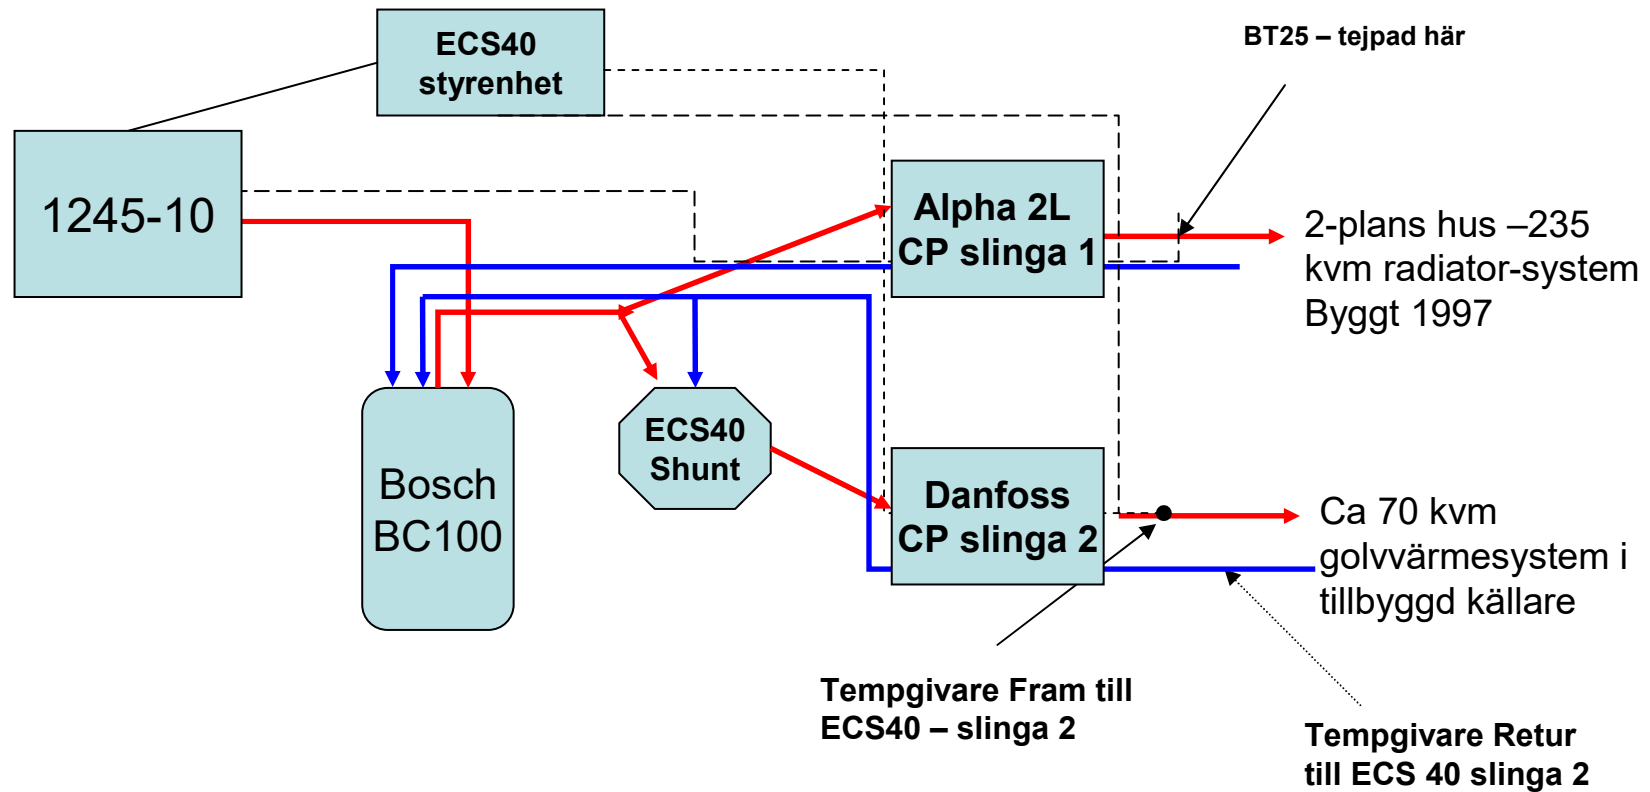 ECS40
styrenhet
BT25 – tejpad här
1245-10
Alpha 2L
CP slinga 1
2-plans hus –235
kvm radiator-system
Byggt 1997
Bosch
BC100
ECS40
Shunt
Danfoss
CP slinga 2
Ca 70 kvm
golvvärmesystem i
tillbyggd källare
Tempgivare Fram till
ECS40 – slinga 2
Tempgivare Retur
till ECS 40 slinga 2